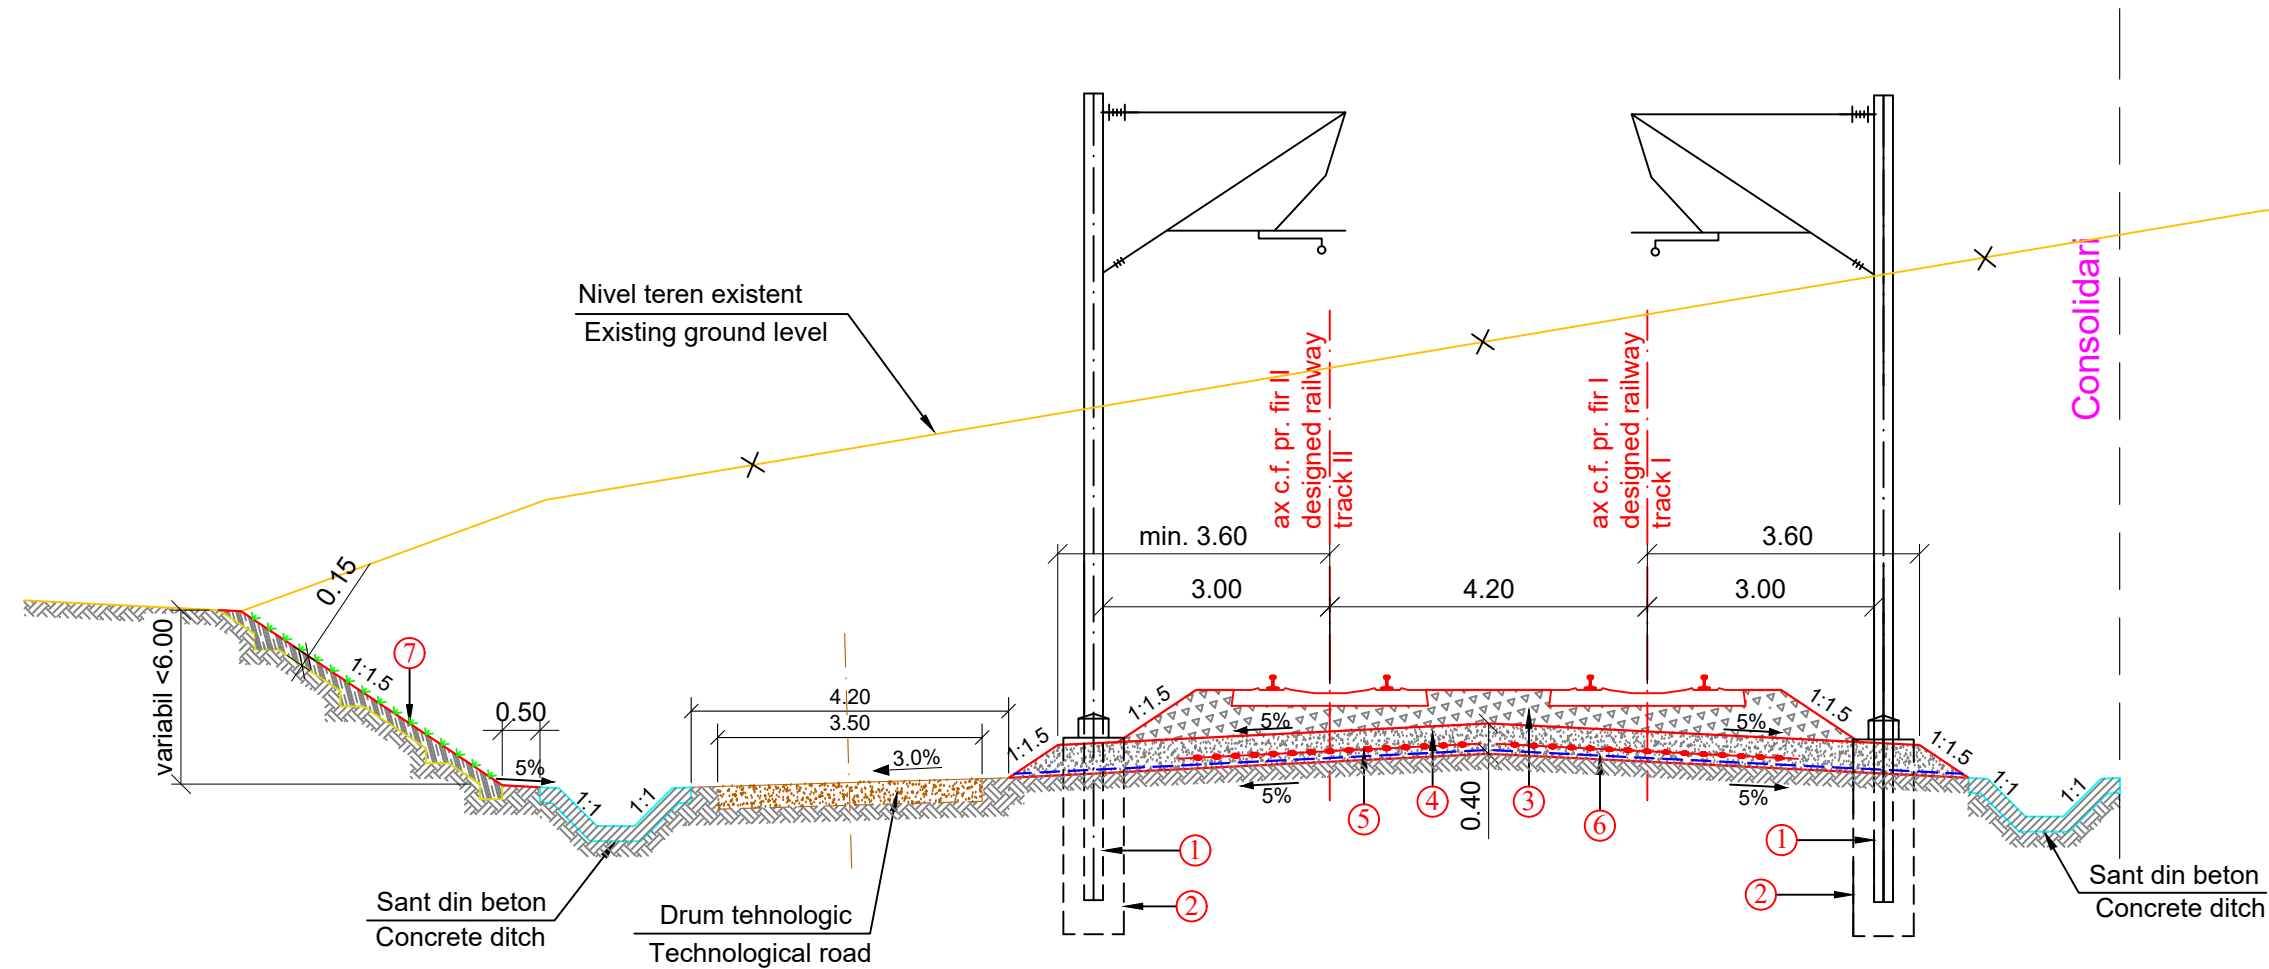 Nivel teren existent
Existing ground level
Consolidari
ax c.f. pr. fir II
designed railway
track II
ax c.f. pr. fir I
designed railway
track I
min. 3.60
3.60
3.00
4.20
3.00
0.15
variabil <6.00
1:1.5
7
0.50
5%
1:1
1:1
4.20
3.50
3.0%
1:1.5
1:1.5
5%
5%
1:1.5
1:1.5
5%
5%
0.40
5
4
3
6
1
2
1
2
1:1
1:1
Sant din beton
Concrete ditch
Drum tehnologic
Technological road
Sant din beton
Concrete ditch